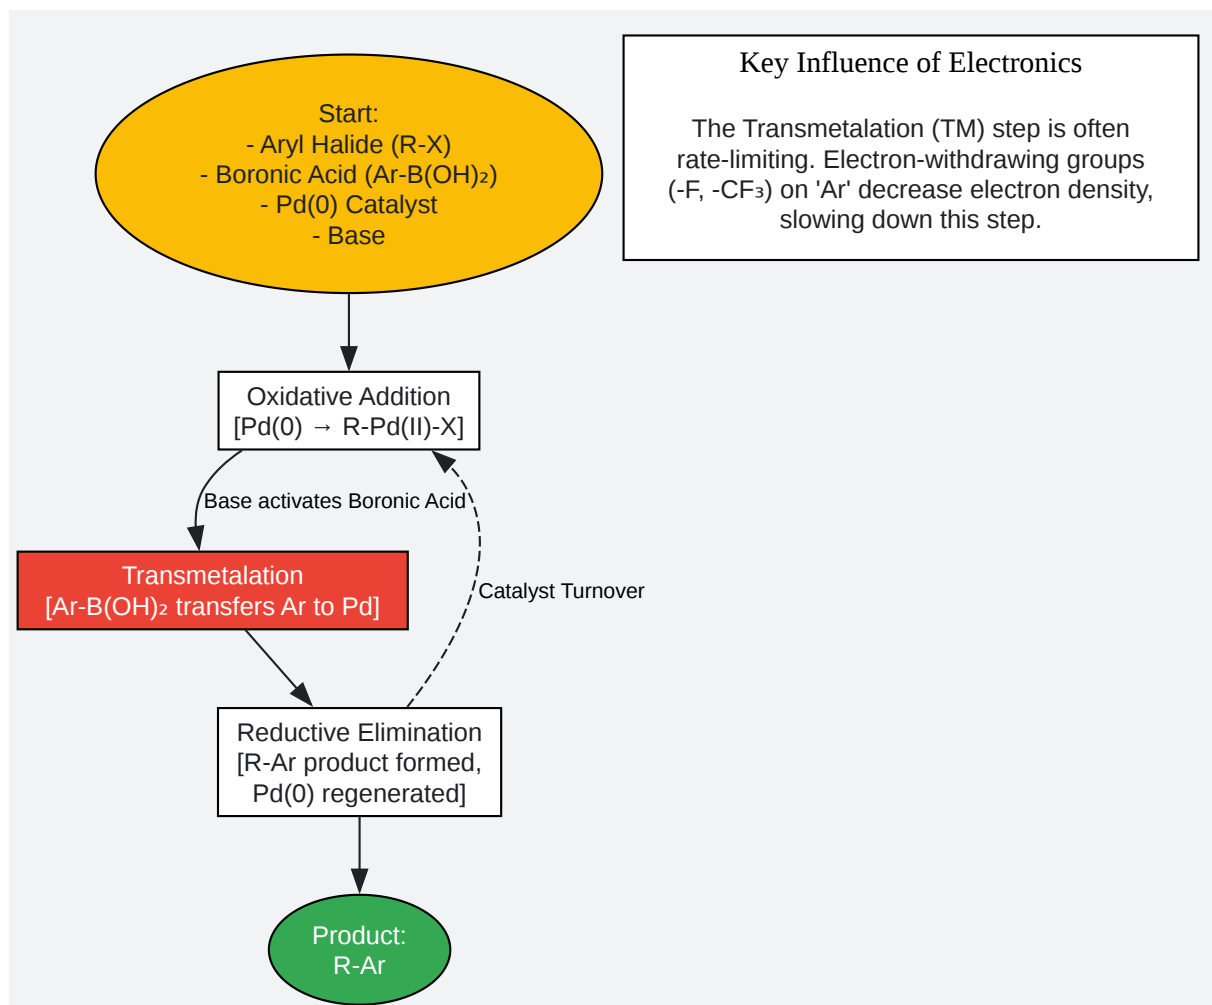 Start:
- Aryl Halide (R-X)
- Boronic Acid (Ar-B(OH)₂)
- Pd(0) Catalyst
- Base
Key Influence of Electronics
The Transmetalation (TM) step is often
rate-limiting. Electron-withdrawing groups
(-F, -CF₃) on 'Ar' decrease electron density,
slowing down this step.
Oxidative Addition
[Pd(0) → R-Pd(II)-X]
Base activates Boronic Acid
Transmetalation
[Ar-B(OH)₂ transfers Ar to Pd]
Catalyst Turnover
Reductive Elimination
[R-Ar product formed,
Pd(0) regenerated]
Product:
R-Ar